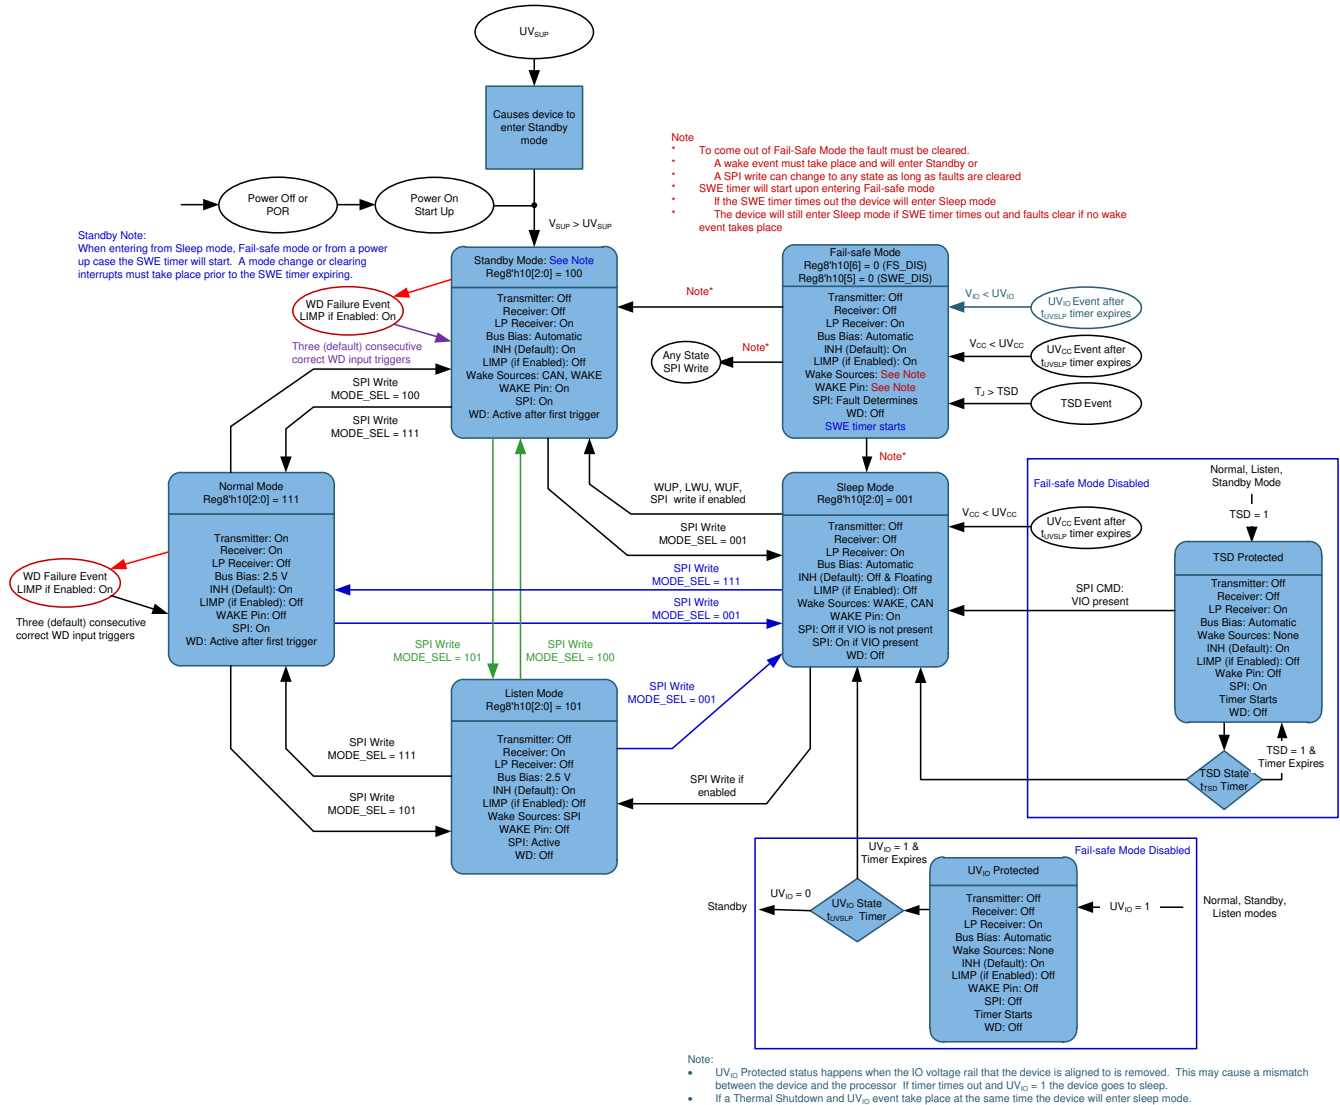 UVSUP
Causes device to
enter Standby
mode
Power Off or
POR
Power On
Start Up
VSUP > UVSUP
Note
* To come out of Fail-Safe Mode the fault must be cleared.
* A wake event must take place and will enter Standby or
* A SPI write can change to any state as long as faults are cleared
* SWE timer will start upon entering Fail-safe mode
* If the SWE timer times out the device will enter Sleep mode
* The device will still enter Sleep mode if SWE timer times out and faults clear if no wake
event takes place
Standby Note:
When entering from Sleep mode, Fail-safe mode or from a power
up case the SWE timer will start. A mode change or clearing
interrupts must take place prior to the SWE timer expiring.
WD Failure Event
LIMP if Enabled: On
Three (default) consecutive
correct WD input triggers
Standby Mode: See Note
Reg8'h10[2:0] = 100
Transmitter: Off
Receiver: Off
LP Receiver: On
Bus Bias: Automatic
INH (Default): On
LIMP (if Enabled): Off
Wake Sources: CAN, WAKE
WAKE Pin: On
SPI: On
WD: Active after first trigger
Note*
Note*
Any State
SPI Write
Fail-safe Mode
Reg8'h10[6] = 0 (FS_DIS)
Reg8'h10[5] = 0 (SWE_DIS)
Transmitter: Off
Receiver: Off
LP Receiver: On
Bus Bias: Automatic
INH (Default): On
LIMP (if Enabled): On
Wake Sources: See Note
WAKE Pin: See Note
SPI: Fault Determines
WD: Off
SWE timer starts
VIO < UVIO
UVIO Event after
tUVSLP timer expires
VCC < UVCC
UVCC Event after
tUVSLP timer expires
TJ > TSD
TSD Event
Note*
SPI Write
MODE_SEL = 100
SPI Write
MODE_SEL = 111
Normal Mode
Reg8'h10[2:0] = 111
Transmitter: On
Receiver: On
LP Receiver: Off
Bus Bias: 2.5 V
INH (Default): On
LIMP (if Enabled): Off
WAKE Pin: Off
SPI: On
WD: Active after first trigger
WD Failure Event
LIMP if Enabled: On
Three (default) consecutive
correct WD input triggers
WUP, LWU, WUF,
SPI write if enabled
SPI Write
MODE_SEL = 001
SPI Write
MODE_SEL = 111
SPI Write
MODE_SEL = 001
SPI Write
MODE_SEL = 101
SPI Write
MODE_SEL = 100
Sleep Mode
Reg8'h10[2:0] = 001
Transmitter: Off
Receiver: Off
LP Receiver: On
Bus Bias: Automatic
INH (Default): Off & Floating
LIMP (if Enabled): Off
Wake Sources: WAKE, CAN
WAKE Pin: On
SPI: Off if VIO is not present
SPI: On if VIO present
WD: Off
VCC < UVCC
UVCC Event after
tUVSLP timer expires
Fail-safe Mode Disabled
Normal, Listen,
Standby Mode
TSD = 1
TSD Protected
Transmitter: Off
Receiver: Off
LP Receiver: On
Bus Bias: Automatic
Wake Sources: None
INH (Default): On
LIMP (if Enabled): Off
Wake Pin: Off
SPI: On
Timer Starts
WD: Off
SPI CMD:
VIO present
TSD State
tTSD Timer
TSD = 1 &
Timer Expires
SPI Write
MODE_SEL = 001
Listen Mode
Reg8'h10[2:0] = 101
Transmitter: Off
Receiver: On
LP Receiver: Off
Bus Bias: 2.5 V
INH (Default): On
LIMP (if Enabled): Off
Wake Sources: SPI
WAKE Pin: Off
SPI: Active
WD: Off
SPI Write
MODE_SEL = 111
SPI Write
MODE_SEL = 101
SPI Write if
enabled
UVIO = 1 &
Timer Expires
Fail-safe Mode Disabled
Standby
UVIO = 0
UVIO State
tUVSLP Timer
UVIO Protected
Transmitter: Off
Receiver: Off
LP Receiver: On
Bus Bias: Automatic
Wake Sources: None
INH (Default): On
LIMP (if Enabled): Off
WAKE Pin: Off
SPI: Off
Timer Starts
WD: Off
UVIO = 1
Normal, Standby,
Listen modes
Note:
• UVIO Protected status happens when the IO voltage rail that the device is aligned to is removed. This may cause a mismatch
between the device and the processor If timer times out and UVIO = 1 the device goes to sleep.
• If a Thermal Shutdown and UVIO event take place at the same time the device will enter sleep mode.